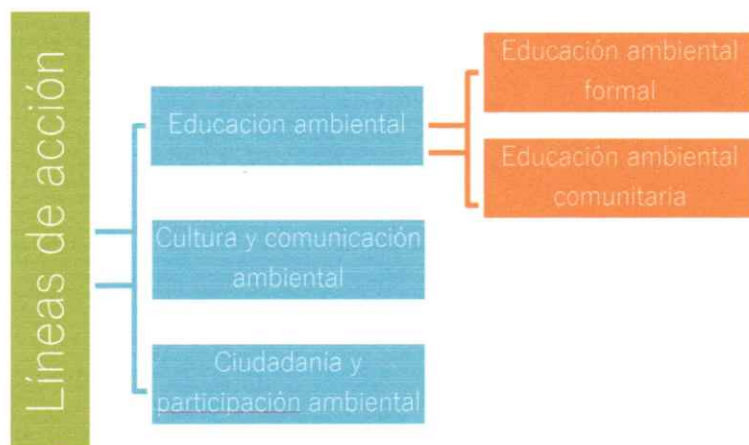 Líneas de acción
Educación ambiental
Cultura y comunicación
ambiental
Ciudadanía y
participación ambiental
Educación ambiental
formal
Educación ambiental
comunitaria